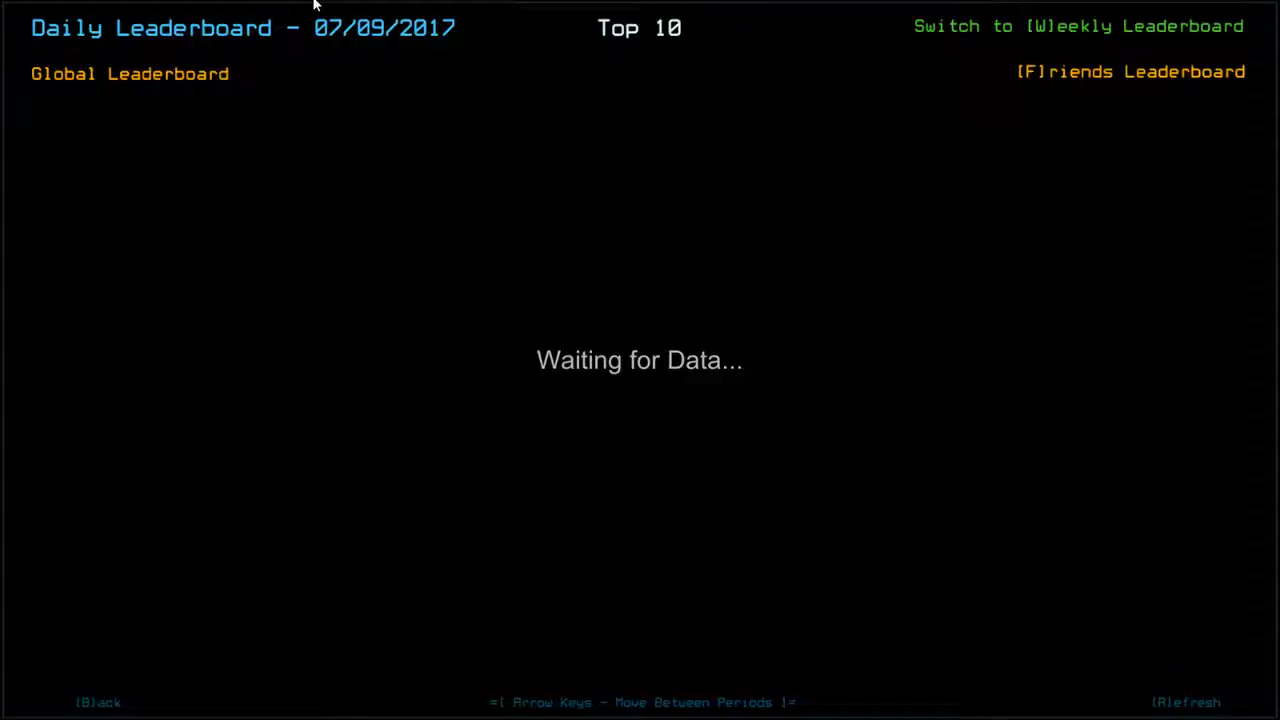 Daily Leaderboard - 07/09/2017
Top 10
Switch to [W]eekly Leaderboard
Global Leaderboard
[F]riends Leaderboard
Waiting for Data...
[B]ack
=[ Arrow Keys - Move Between Periods ]=
[R]efresh